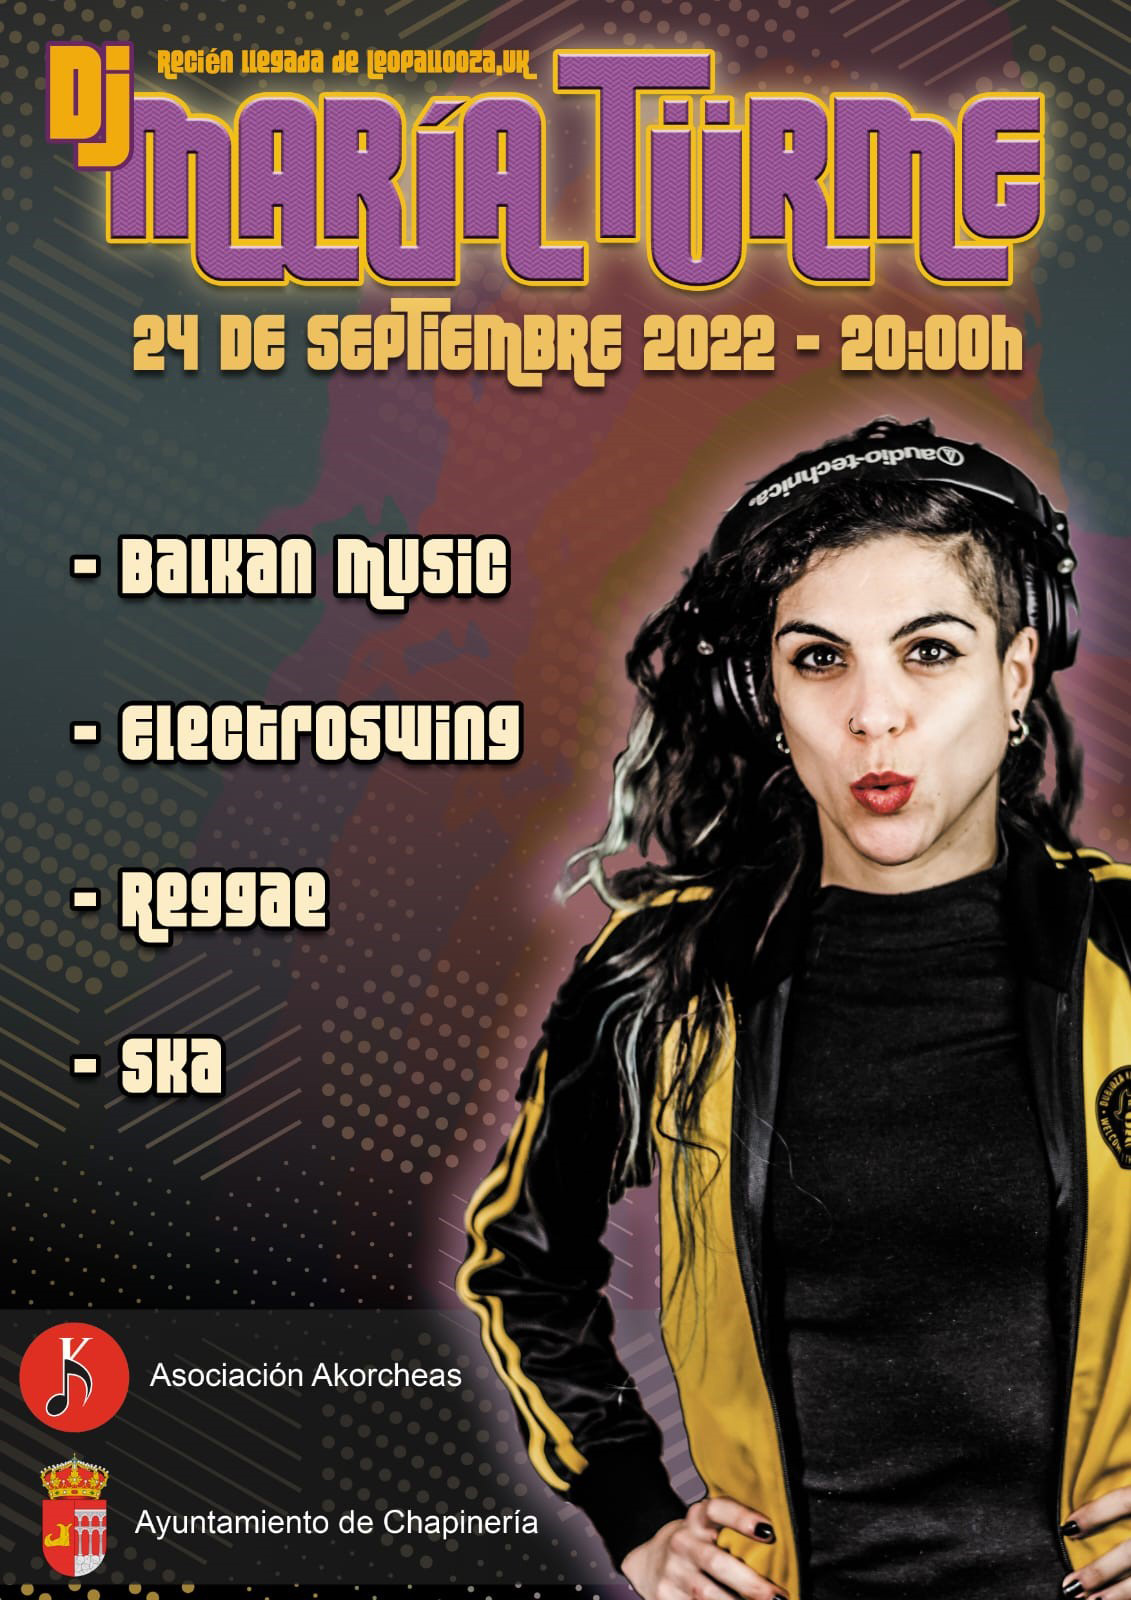 Dj
Recién llegada de Leopallooza,UK
María Türme
24 DE SEPTIEMBRE 2022 - 20:00h
audio-technica
- Balkan Music
- Electroswing
- Reggae
- Ska
WELCOME
K
Asociación Akorcheas
Ayuntamiento de Chapinería